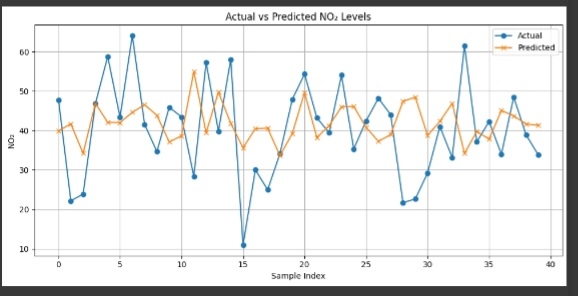 Actual vs Predicted NO₂ Levels
Actual
Predicted
60
50
40
30
20
10
NO₂
0 5 10 15 20 25 30 35 40
Sample Index